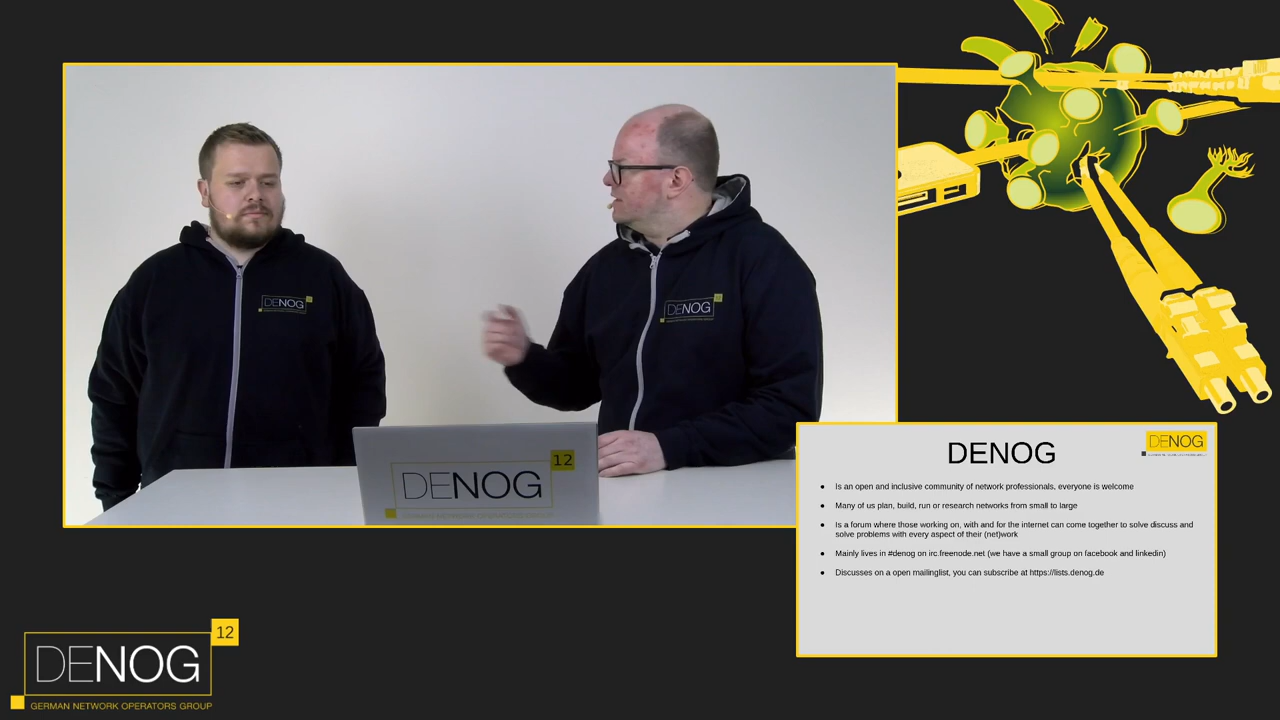 DENOG
DENOG
DENOG 12
DENOG
DENOG
● Is an open and inclusive community of network professionals, everyone is welcome
● Many of us plan, build, run or research networks from small to large
● Is a forum where those working on, with and for the internet can come together to solve discuss and
solve problems with every aspect of their (net)work
● Mainly lives in #denog on irc.freenode.net (we have a small group on facebook and linkedin)
● Discusses on a open mailinglist, you can subscribe at https://lists.denog.de
12
DENOG
GERMAN NETWORK OPERATORS GROUP